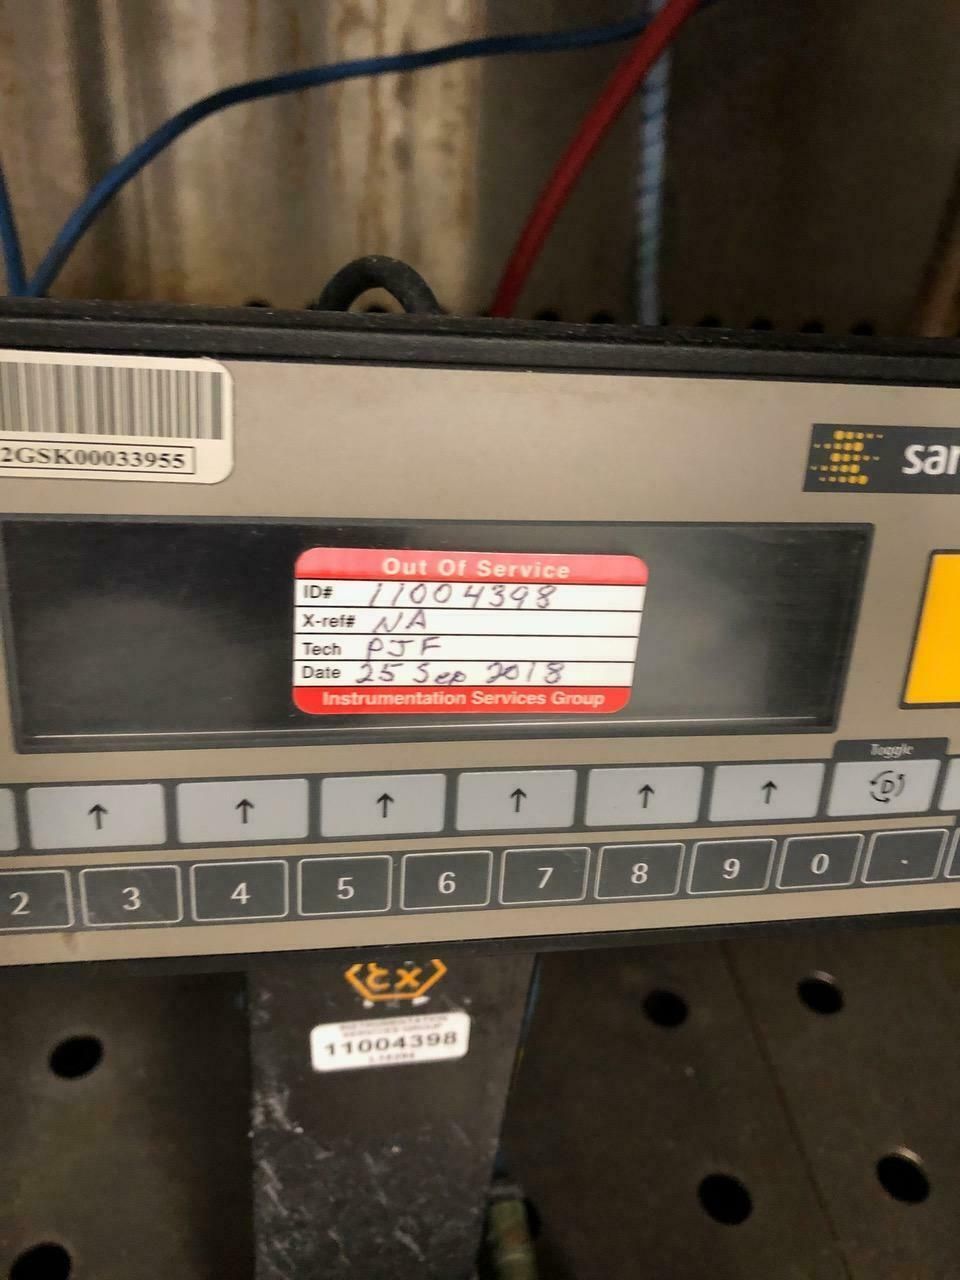 2GSK00033955
sar
Out Of Service
ID# 11004398
X-ref# NA
Tech PJF
Date 25 Sep 2018
Instrumentation Services Group
Toggle
↑ ↑ ↑ ↑ ↑ ↑ D
2 3 4 5 6 7 8 9 0 .
εx
11004398